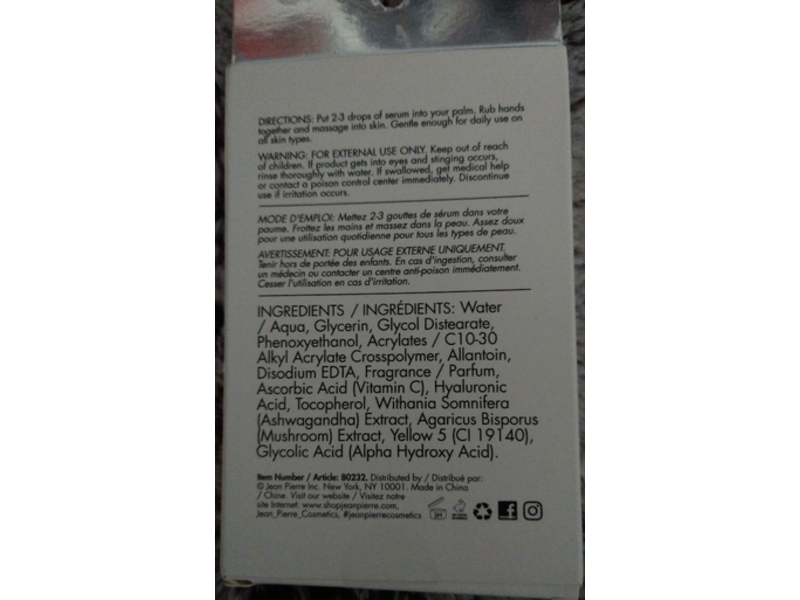 DIRECTIONS: Put 2-3 drops of serum into your palm. Rub hands
together and massage into skin. Gentle enough for daily use on
all skin types.
WARNING: FOR EXTERNAL USE ONLY. Keep out of reach
of children. If product gets into eyes and stinging occurs,
rinse thoroughly with water. If swallowed, get medical help
or contact a poison control center immediately. Discontinue
use if irritation occurs.
MODE D'EMPLOI: Mettez 2-3 gouttes de sérum dans votre
paume. Frottez les mains et massez dans la peau. Assez doux
pour une utilisation quotidienne pour tous les types de peau.
AVERTISSEMENT: POUR USAGE EXTERNE UNIQUEMENT.
Tenir hors de portée des enfants. En cas d'ingestion, consulter
un médecin ou contacter un centre anti-poison immédiatement.
Cesser l'utilisation en cas d'irritation.
INGREDIENTS / INGRÉDIENTS: Water
/ Aqua, Glycerin, Glycol Distearate,
Phenoxyethanol, Acrylates / C10-30
Alkyl Acrylate Crosspolymer, Allantoin,
Disodium EDTA, Fragrance / Parfum,
Ascorbic Acid (Vitamin C), Hyaluronic
Acid, Tocopherol, Withania Somnifera
(Ashwagandha) Extract, Agaricus Bisporus
(Mushroom) Extract, Yellow 5 (CI 19140),
Glycolic Acid (Alpha Hydroxy Acid).
Item Number / Article: 80232. Distributed by / Distribué par:
© Jean Pierre Inc. New York, NY 10001. Made in China
/ Chine. Visit our website / Visitez notre
site Internet: www.shopjeanpierre.com,
Jean_Pierre_Cosmetics, #jeanpierrecosmetics